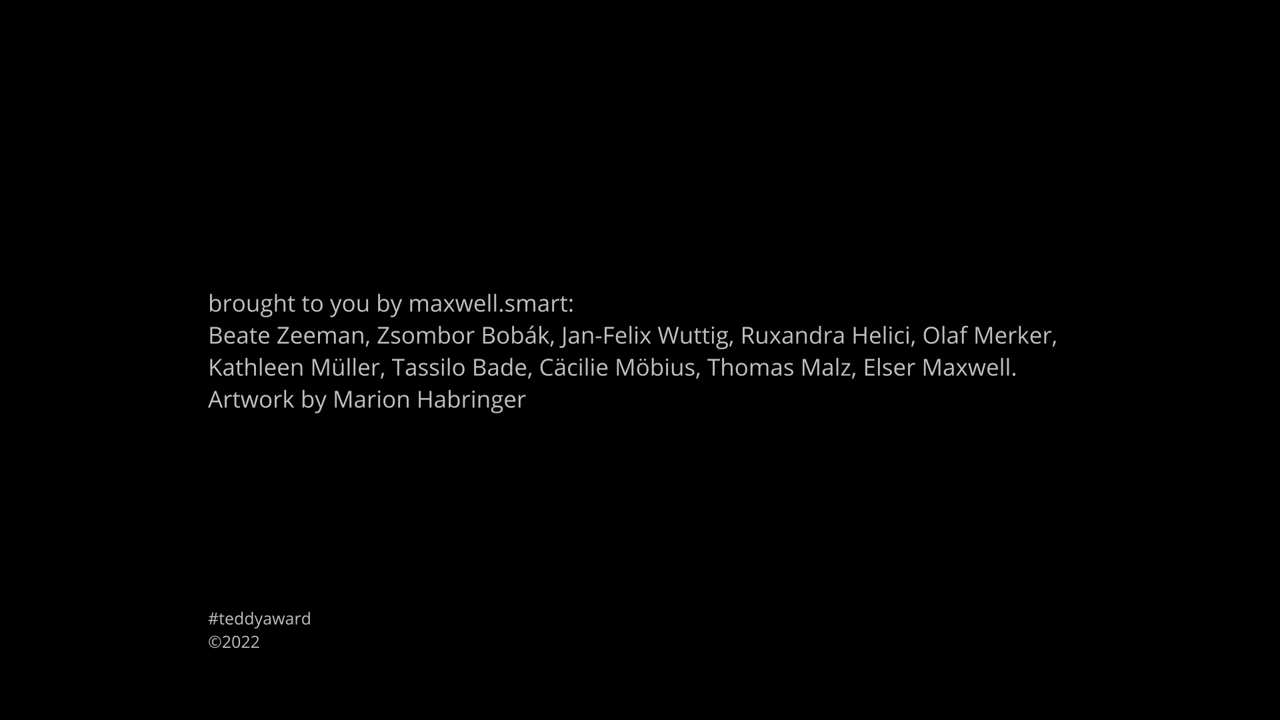 brought to you by maxwell.smart:
Beate Zeeman, Zsombor Bobák, Jan-Felix Wuttig, Ruxandra Helici, Olaf Merker,
Kathleen Müller, Tassilo Bade, Cäcilie Möbius, Thomas Malz, Elser Maxwell.
Artwork by Marion Habringer
#teddyaward
©2022